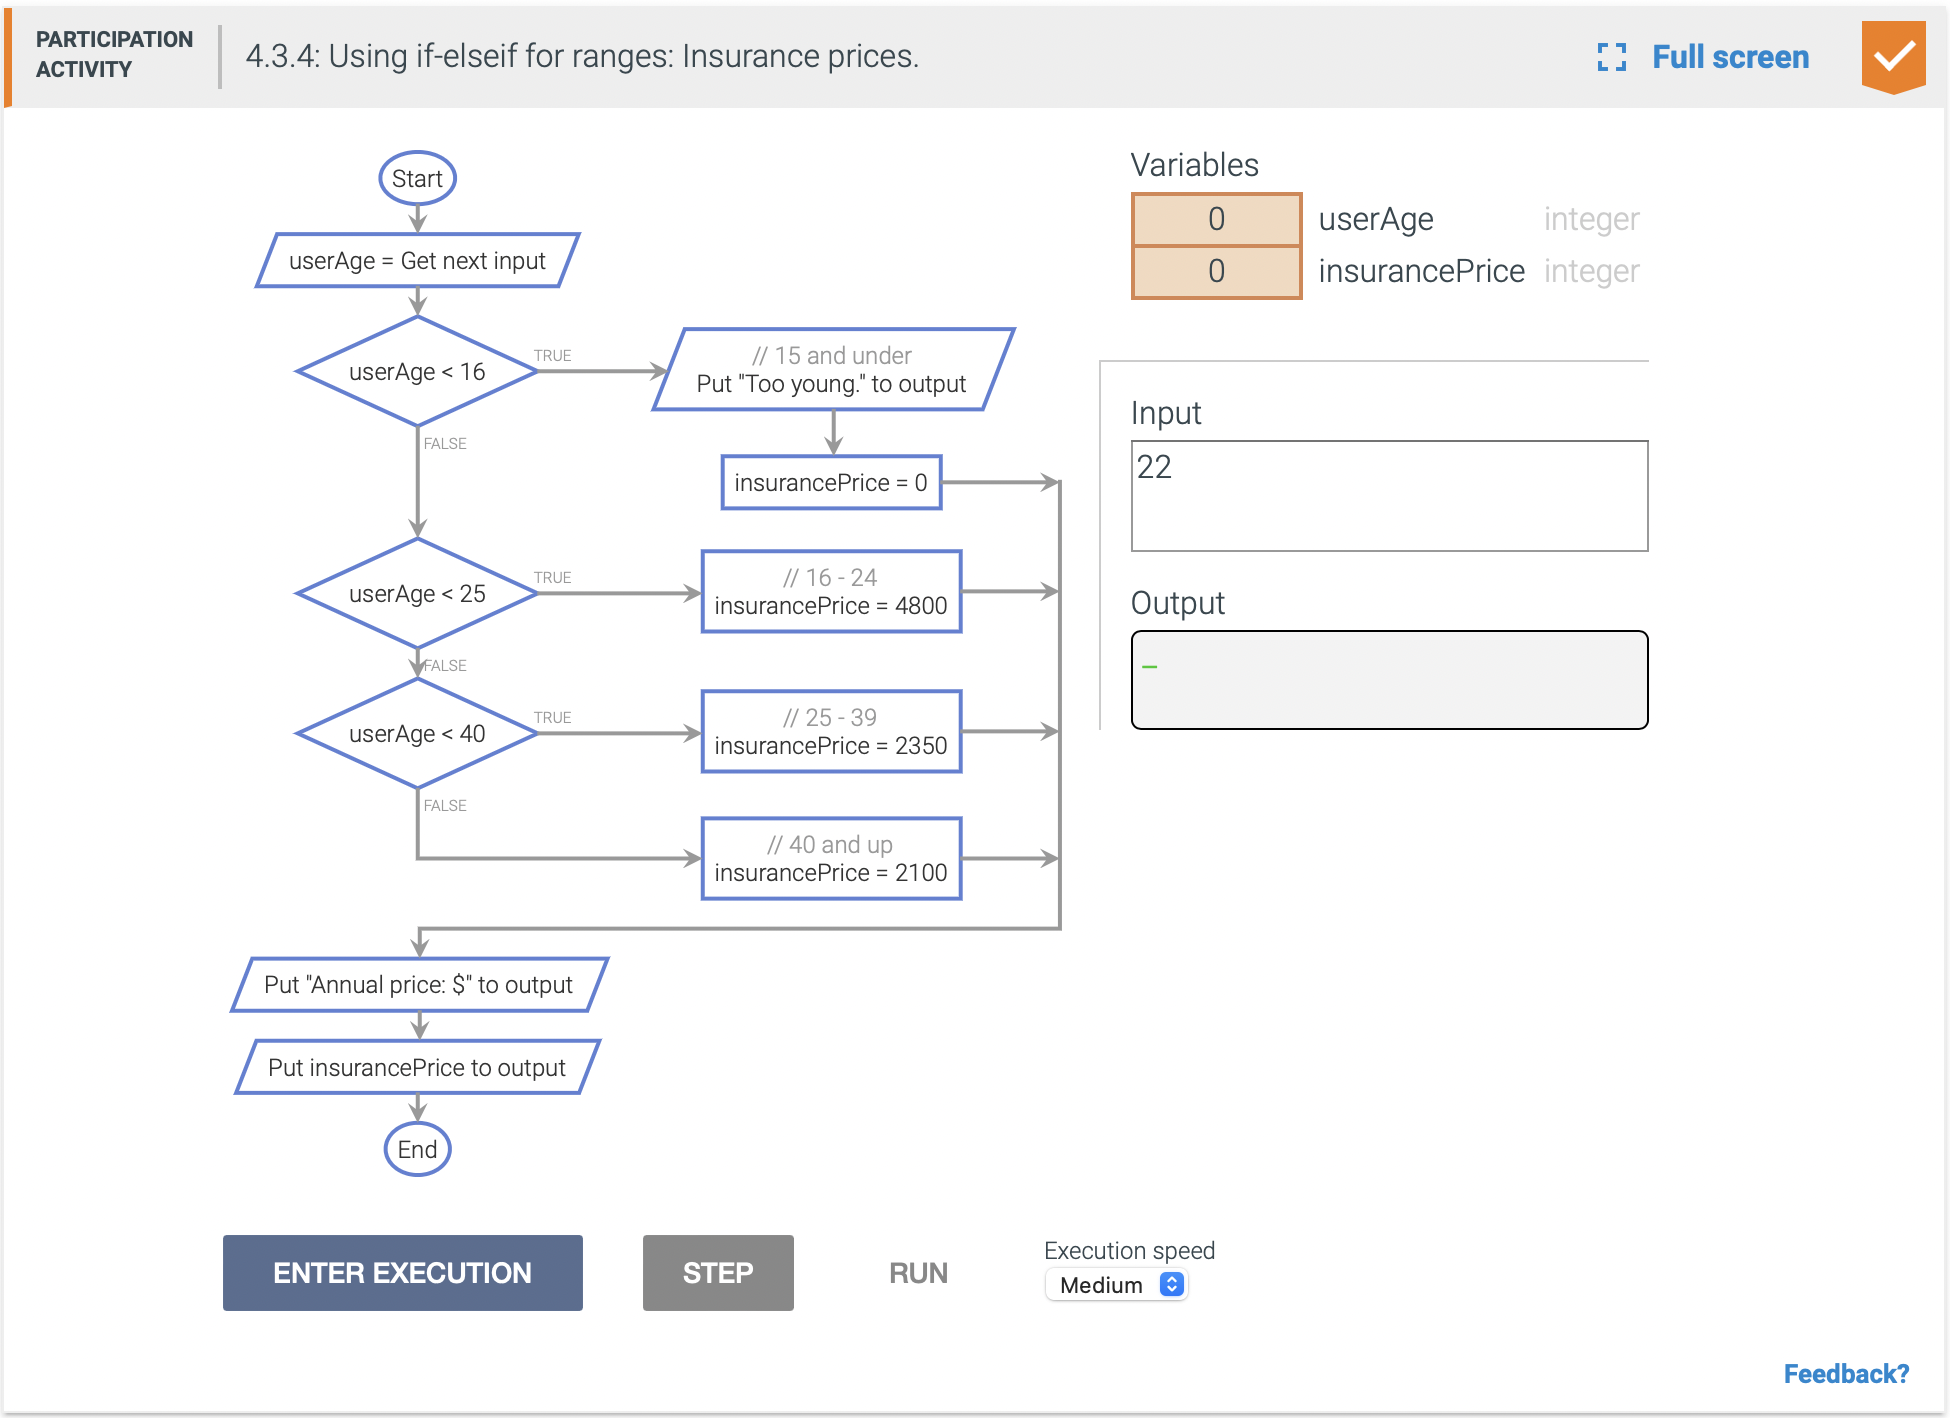 PARTICIPATION
ACTIVITY
4.3.4: Using if-elseif for ranges: Insurance prices.
Full screen
Start
userAge = Get next input
userAge < 16
TRUE
FALSE
// 15 and under
Put "Too young." to output
insurancePrice = 0
userAge < 25
TRUE
FALSE
// 16 - 24
insurancePrice = 4800
userAge < 40
TRUE
FALSE
// 25 - 39
insurancePrice = 2350
// 40 and up
insurancePrice = 2100
Put "Annual price: $" to output
Put insurancePrice to output
End
Variables
0 userAge integer
0 insurancePrice integer
Input
22
Output
_
ENTER EXECUTION
STEP
RUN
Execution speed
Medium
Feedback?